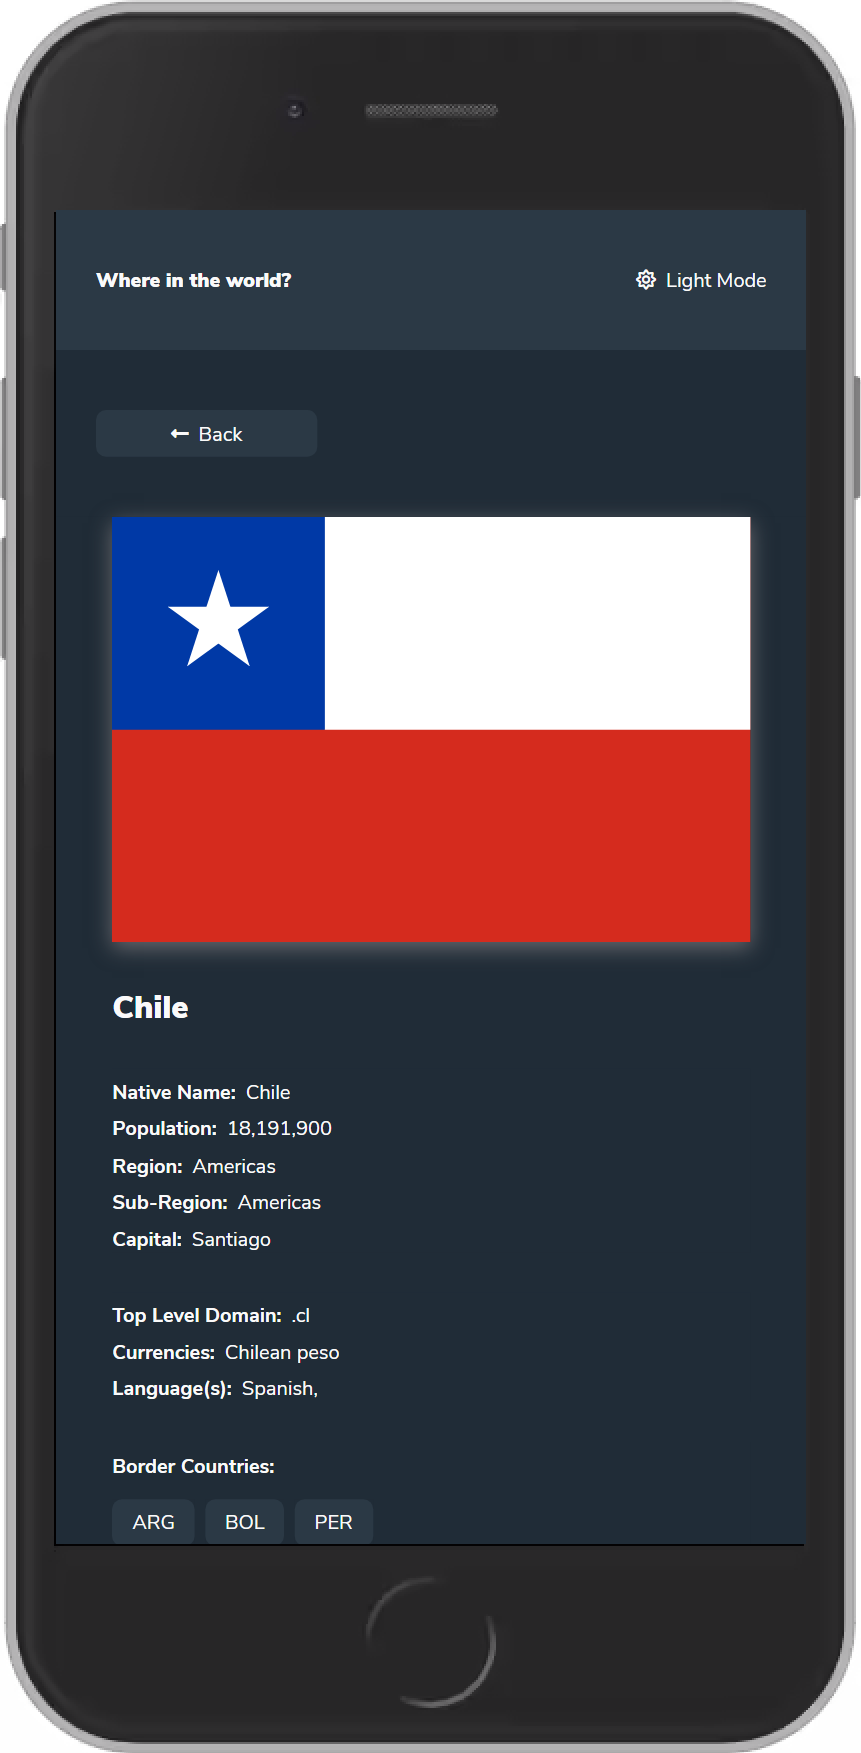 Where in the world? Light Mode
Back
Chile
Native Name: Chile
Population: 18,191,900
Region: Americas
Sub-Region: Americas
Capital: Santiago
Top Level Domain: .cl
Currencies: Chilean peso
Language(s): Spanish,
Border Countries:
ARG BOL PER